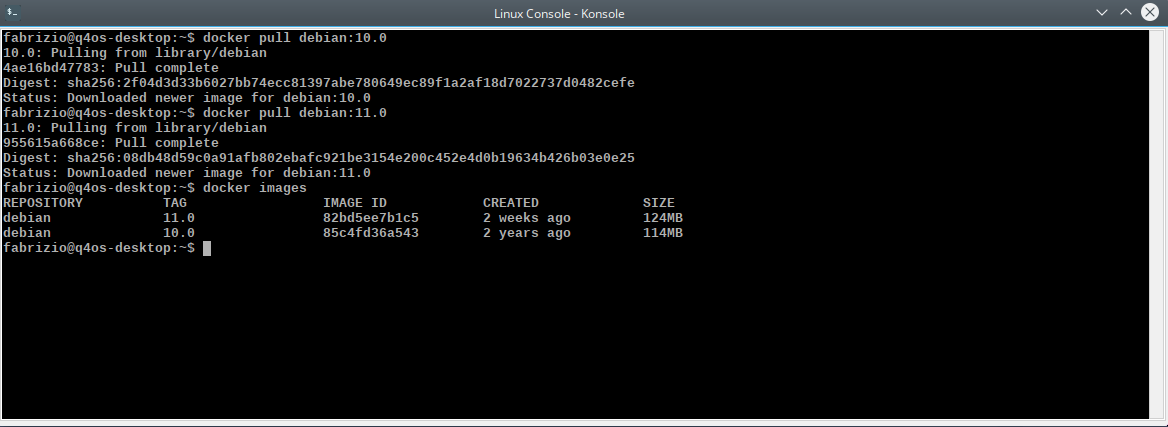 Linux Console - Konsole
fabrizio@q4os-desktop:~$ docker pull debian:10.0
10.0: Pulling from library/debian
4ae16bd47783: Pull complete
Digest: sha256:2f04d3d33b6027bb74ecc81397abe780649ec89f1a2af18d7022737d0482cefe
Status: Downloaded newer image for debian:10.0
fabrizio@q4os-desktop:~$ docker pull debian:11.0
11.0: Pulling from library/debian
955615a668ce: Pull complete
Digest: sha256:08db48d59c0a91afb802ebafc921be3154e200c452e4d0b19634b426b03e0e25
Status: Downloaded newer image for debian:11.0
fabrizio@q4os-desktop:~$ docker images
REPOSITORY TAG IMAGE ID CREATED SIZE
debian 11.0 82bd5ee7b1c5 2 weeks ago 124MB
debian 10.0 85c4fd36a543 2 years ago 114MB
fabrizio@q4os-desktop:~$